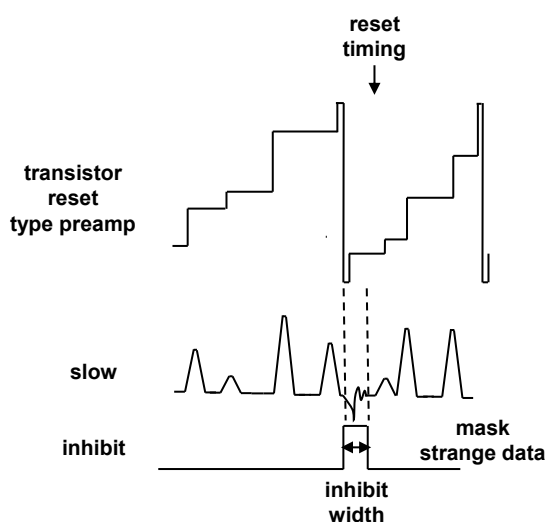 reset
timing
transistor
reset
type preamp
slow
inhibit
mask
strange data
inhibit
width